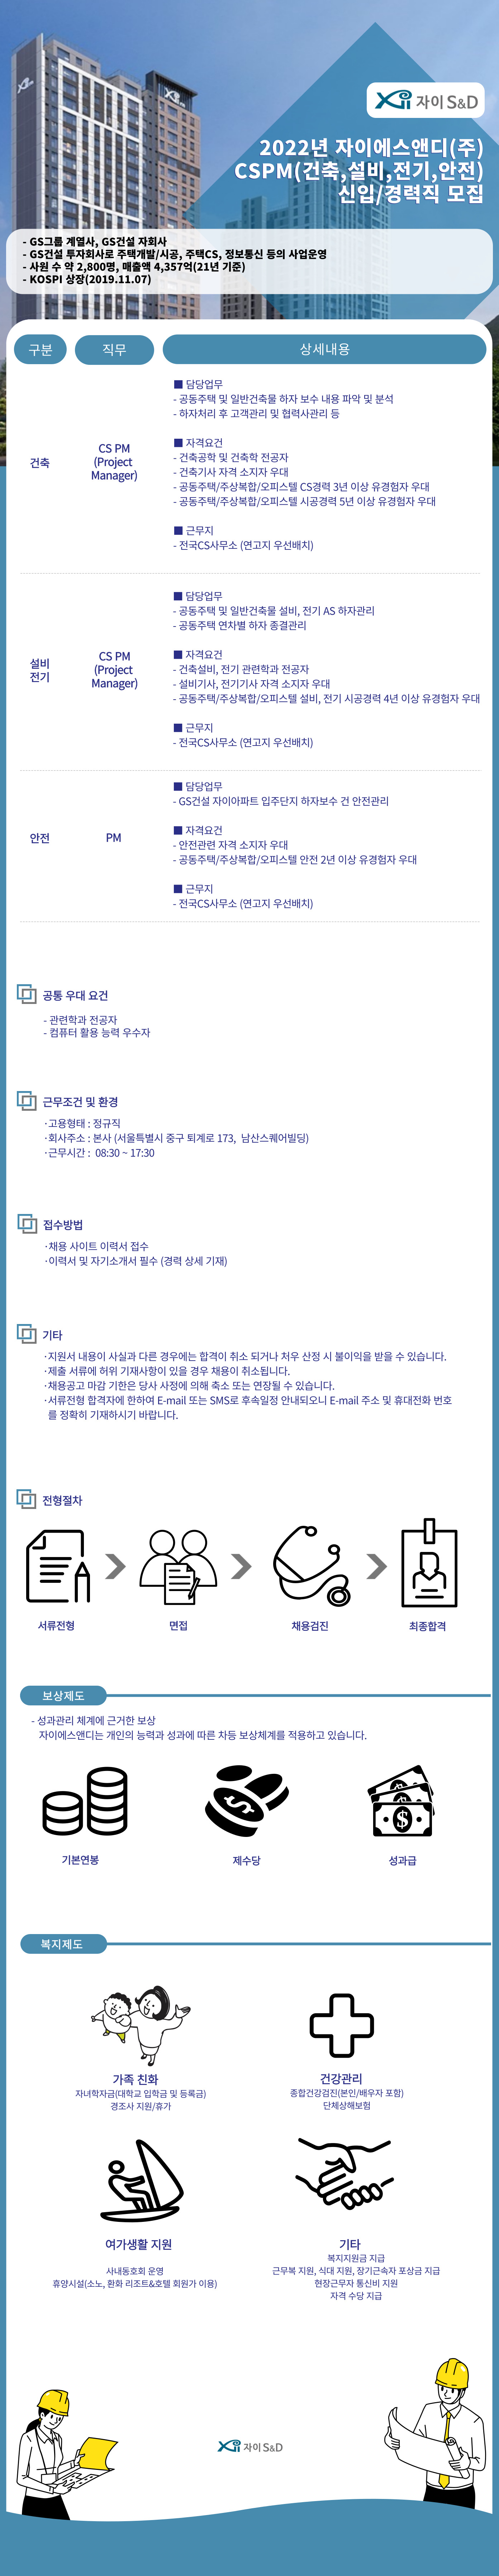 Xi 자이 S&D
2022년 자이에스앤디(주)
CSPM(건축,설비,전기,안전)
신입/경력직 모집
- GS그룹 계열사, GS건설 자회사
- GS건설 투자회사로 주택개발/시공, 주택CS, 정보통신 등의 사업운영
- 사원 수 약 2,800명, 매출액 4,357억(21년 기준)
- KOSPI 상장(2019.11.07)
구분 직무 상세내용
건축
CS PM
(Project
Manager)
■ 담당업무
- 공동주택 및 일반건축물 하자 보수 내용 파악 및 분석
- 하자처리 후 고객관리 및 협력사관리 등
■ 자격요건
- 건축공학 및 건축학 전공자
- 건축기사 자격 소지자 우대
- 공동주택/주상복합/오피스텔 CS경력 3년 이상 유경험자 우대
- 공동주택/주상복합/오피스텔 시공경력 5년 이상 유경험자 우대
■ 근무지
- 전국CS사무소 (연고지 우선배치)
설비
전기
CS PM
(Project
Manager)
■ 담당업무
- 공동주택 및 일반건축물 설비, 전기 AS 하자관리
- 공동주택 연차별 하자 종결관리
■ 자격요건
- 건축설비, 전기 관련학과 전공자
- 설비기사, 전기기사 자격 소지자 우대
- 공동주택/주상복합/오피스텔 설비, 전기 시공경력 4년 이상 유경험자 우대
■ 근무지
- 전국CS사무소 (연고지 우선배치)
안전
PM
■ 담당업무
- GS건설 자이아파트 입주단지 하자보수 건 안전관리
■ 자격요건
- 안전관련 자격 소지자 우대
- 공동주택/주상복합/오피스텔 안전 2년 이상 유경험자 우대
■ 근무지
- 전국CS사무소 (연고지 우선배치)
공통 우대 요건
- 관련학과 전공자
- 컴퓨터 활용 능력 우수자
근무조건 및 환경
·고용형태 : 정규직
·회사주소 : 본사 (서울특별시 중구 퇴계로 173, 남산스퀘어빌딩)
·근무시간 : 08:30 ~ 17:30
접수방법
·채용 사이트 이력서 접수
·이력서 및 자기소개서 필수 (경력 상세 기재)
기타
·지원서 내용이 사실과 다른 경우에는 합격이 취소 되거나 처우 산정 시 불이익을 받을 수 있습니다.
·제출 서류에 허위 기재사항이 있을 경우 채용이 취소됩니다.
·채용공고 마감 기한은 당사 사정에 의해 축소 또는 연장될 수 있습니다.
·서류전형 합격자에 한하여 E-mail 또는 SMS로 후속일정 안내되오니 E-mail 주소 및 휴대전화 번호
를 정확히 기재하시기 바랍니다.
전형절차
서류전형 면접 채용검진 최종합격
보상제도
- 성과관리 체계에 근거한 보상
자이에스앤디는 개인의 능력과 성과에 따른 차등 보상체계를 적용하고 있습니다.
기본연봉 제수당 성과급
복지제도
가족 친화
자녀학자금(대학교 입학금 및 등록금)
경조사 지원/휴가
건강관리
종합건강검진(본인/배우자 포함)
단체상해보험
여가생활 지원
사내동호회 운영
휴양시설(소노, 한화 리조트&호텔 회원가 이용)
기타
복지지원금 지급
근무복 지원, 식대 지원, 장기근속자 포상금 지급
현장근무자 통신비 지원
자격 수당 지급
Xi 자이 S&D